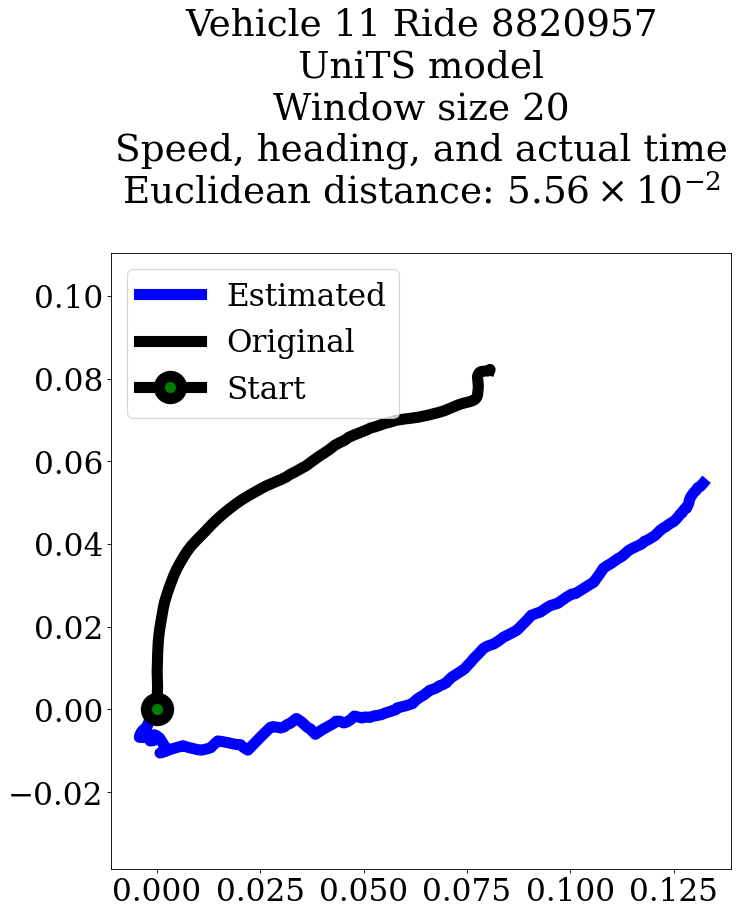 Vehicle 11 Ride 8820957
UniTS model
Window size 20
Speed, heading, and actual time
Euclidean distance: 5.56 × 10⁻²
Estimated
Original
Start
0.10
0.08
0.06
0.04
0.02
0.00
−0.02
0.000 0.025 0.050 0.075 0.100 0.125